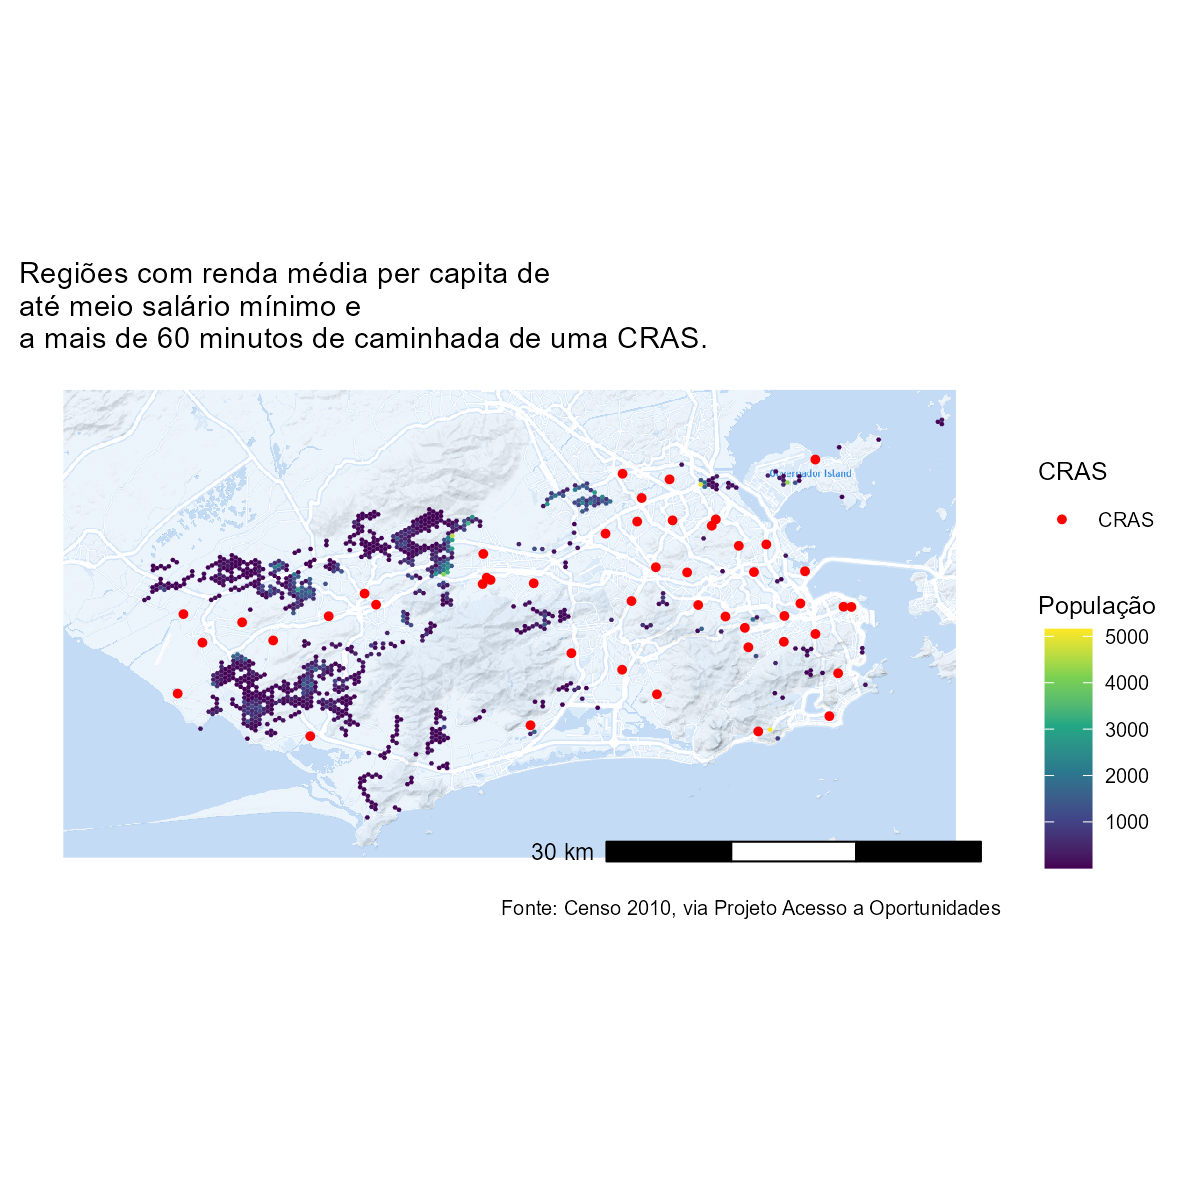 Regiões com renda média per capita de
até meio salário mínimo e
a mais de 60 minutos de caminhada de uma CRAS.
Governador Island
CRAS
CRAS
População
5000
4000
3000
2000
1000
30 km
Fonte: Censo 2010, via Projeto Acesso a Oportunidades